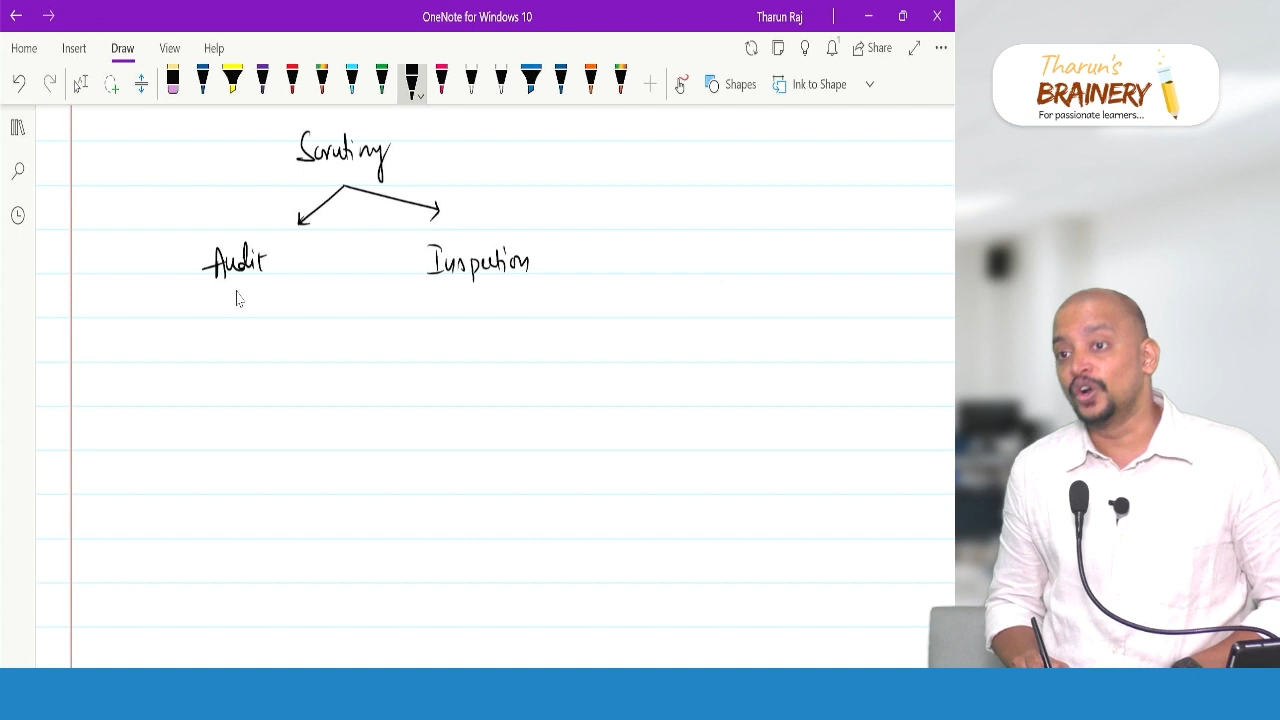 OneNote for Windows 10
Tharun Raj
Home Insert Draw View Help
Share
Shapes Ink to Shape
Scrutiny
Audit Inspection
Tharun's
BRAINERY
For passionate learners...